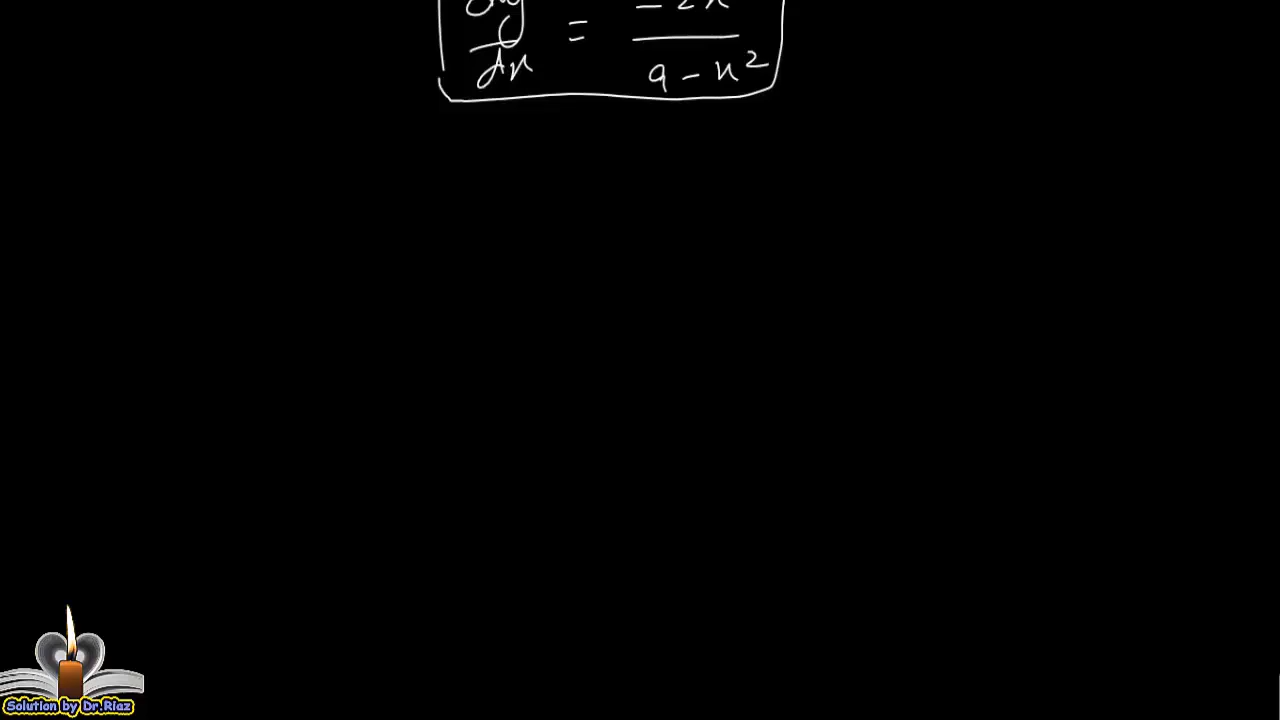 dy/dx = -2x/9 - x²
Solution by Dr.Riaz